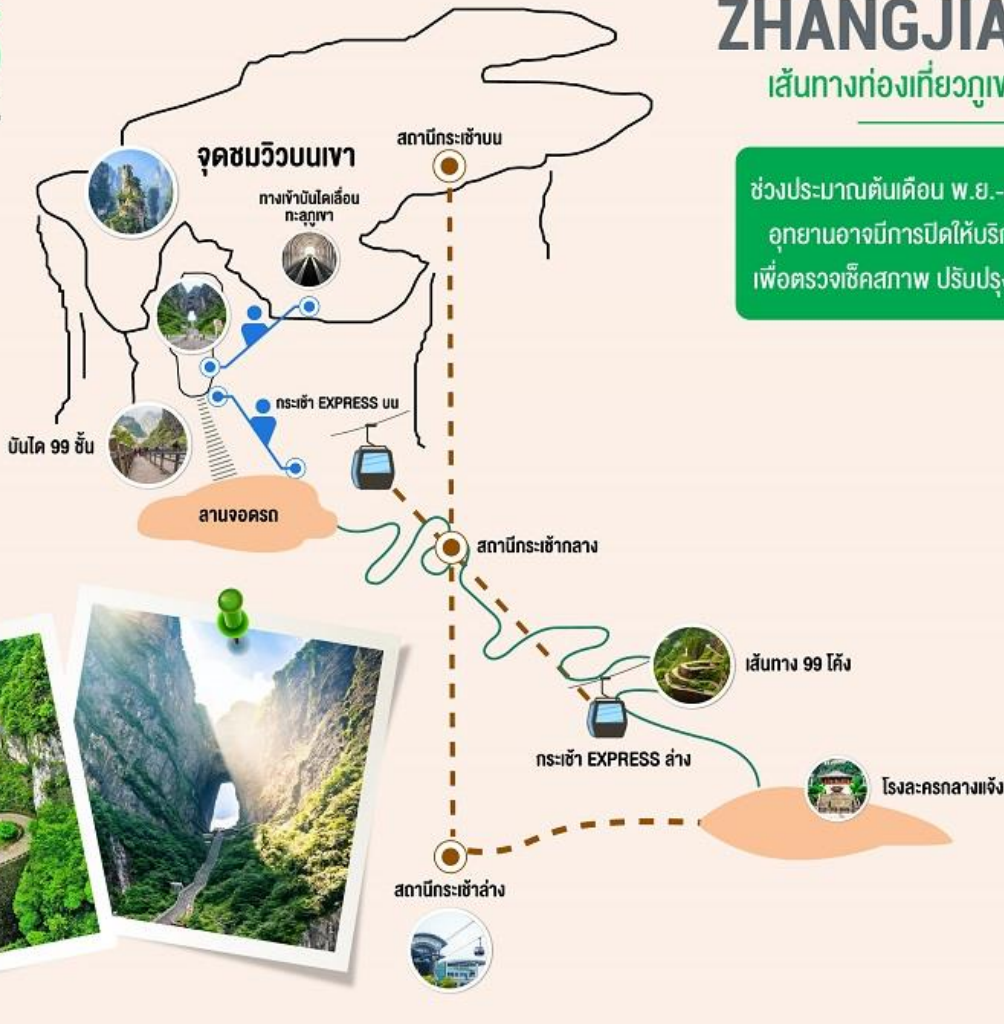 ZHANGJIA
เส้นทางท่องเที่ยวภูเข
ช่วงประมาณต้นเดือน พ.ย.-
อุทยานอาจมีการปิดให้บริก
เพื่อตรวจเช็คสภาพ ปรับปรุง
สถานีกระเช้าบน
จุดชมวิวบนเขา
ทางเข้าบันไดเลื่อน
ทะลุภูเขา
กระเช้า EXPRESS บน
บันได 99 ชั้น
ลานจอดรถ
สถานีกระเช้ากลาง
เส้นทาง 99 โค้ง
กระเช้า EXPRESS ล่าง
โรงละครกลางแจ้ง
สถานีกระเช้าล่าง